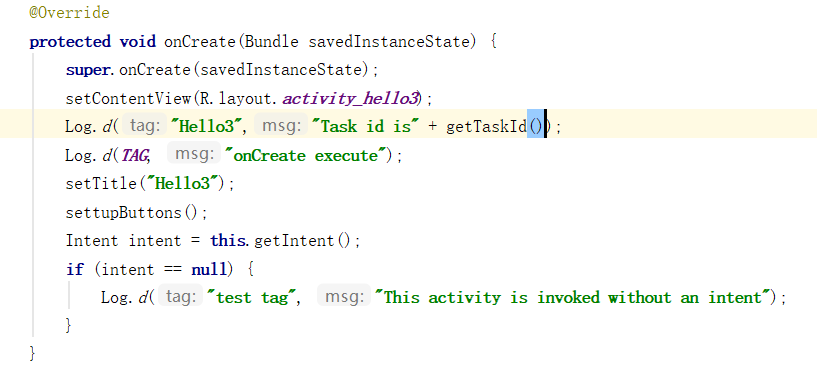 @Override
protected void onCreate(Bundle savedInstanceState) {
super.onCreate(savedInstanceState);
setContentView(R.layout.activity_hello3);
Log.d( tag: "Hello3", msg: "Task id is" + getTaskId());
Log.d(TAG, msg: "onCreate execute");
setTitle("Hello3");
settupButtons();
Intent intent = this.getIntent();
if (intent == null) {
Log.d( tag: "test tag", msg: "This activity is invoked without an intent");
}
}